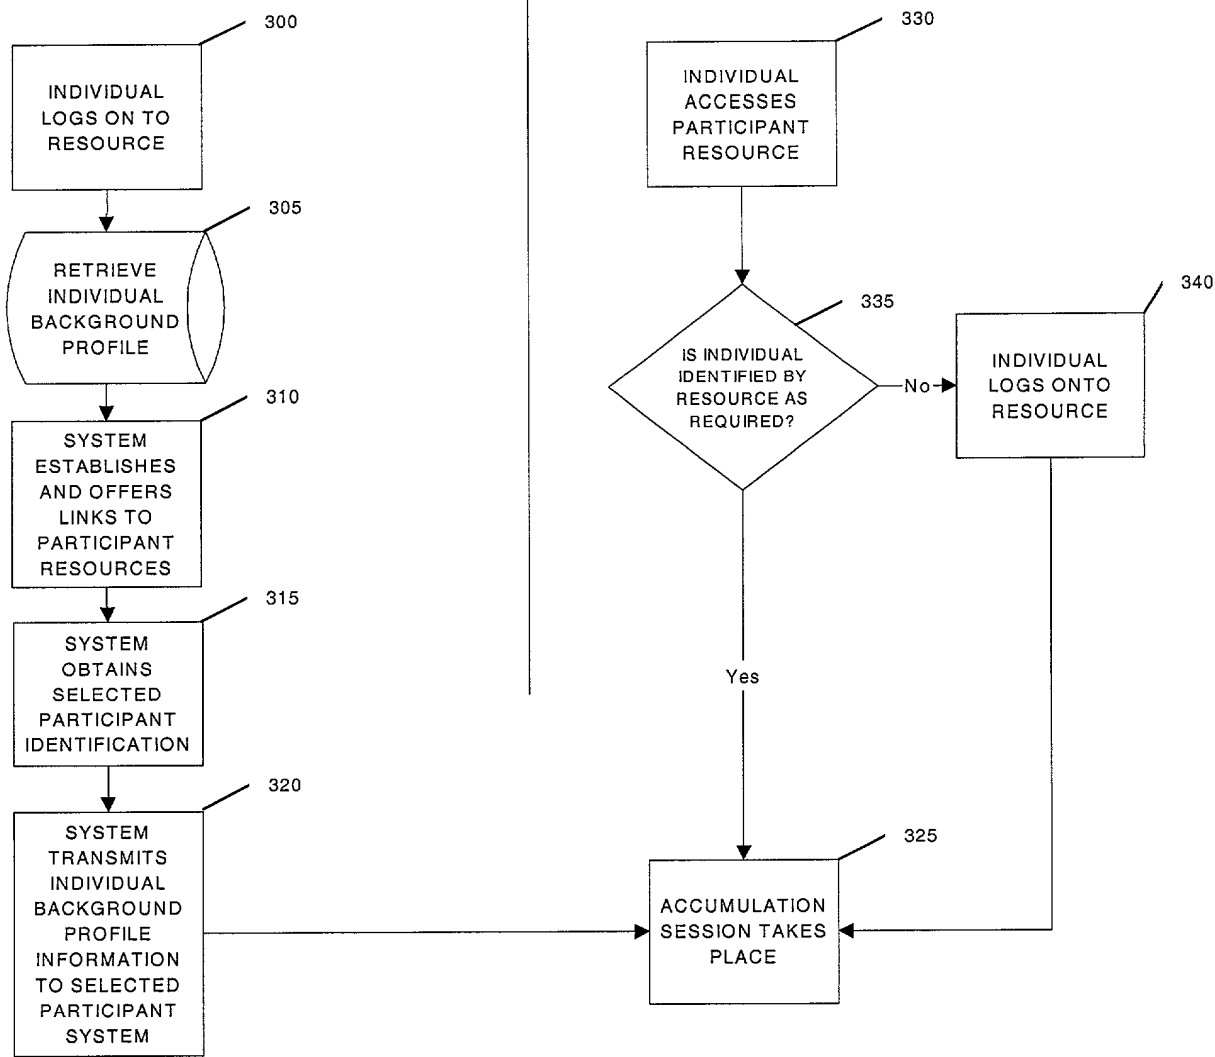 300
INDIVIDUAL
LOGS ON TO
RESOURCE
305
RETRIEVE
INDIVIDUAL
BACKGROUND
PROFILE
310
SYSTEM
ESTABLISHES
AND OFFERS
LINKS TO
PARTICIPANT
RESOURCES
315
SYSTEM
OBTAINS
SELECTED
PARTICIPANT
IDENTIFICATION
320
SYSTEM
TRANSMITS
INDIVIDUAL
BACKGROUND
PROFILE
INFORMATION
TO SELECTED
PARTICIPANT
SYSTEM
330
INDIVIDUAL
ACCESSES
PARTICIPANT
RESOURCE
335
IS INDIVIDUAL
IDENTIFIED BY
RESOURCE AS
REQUIRED?
No
340
INDIVIDUAL
LOGS ONTO
RESOURCE
Yes
325
ACCUMULATION
SESSION TAKES
PLACE